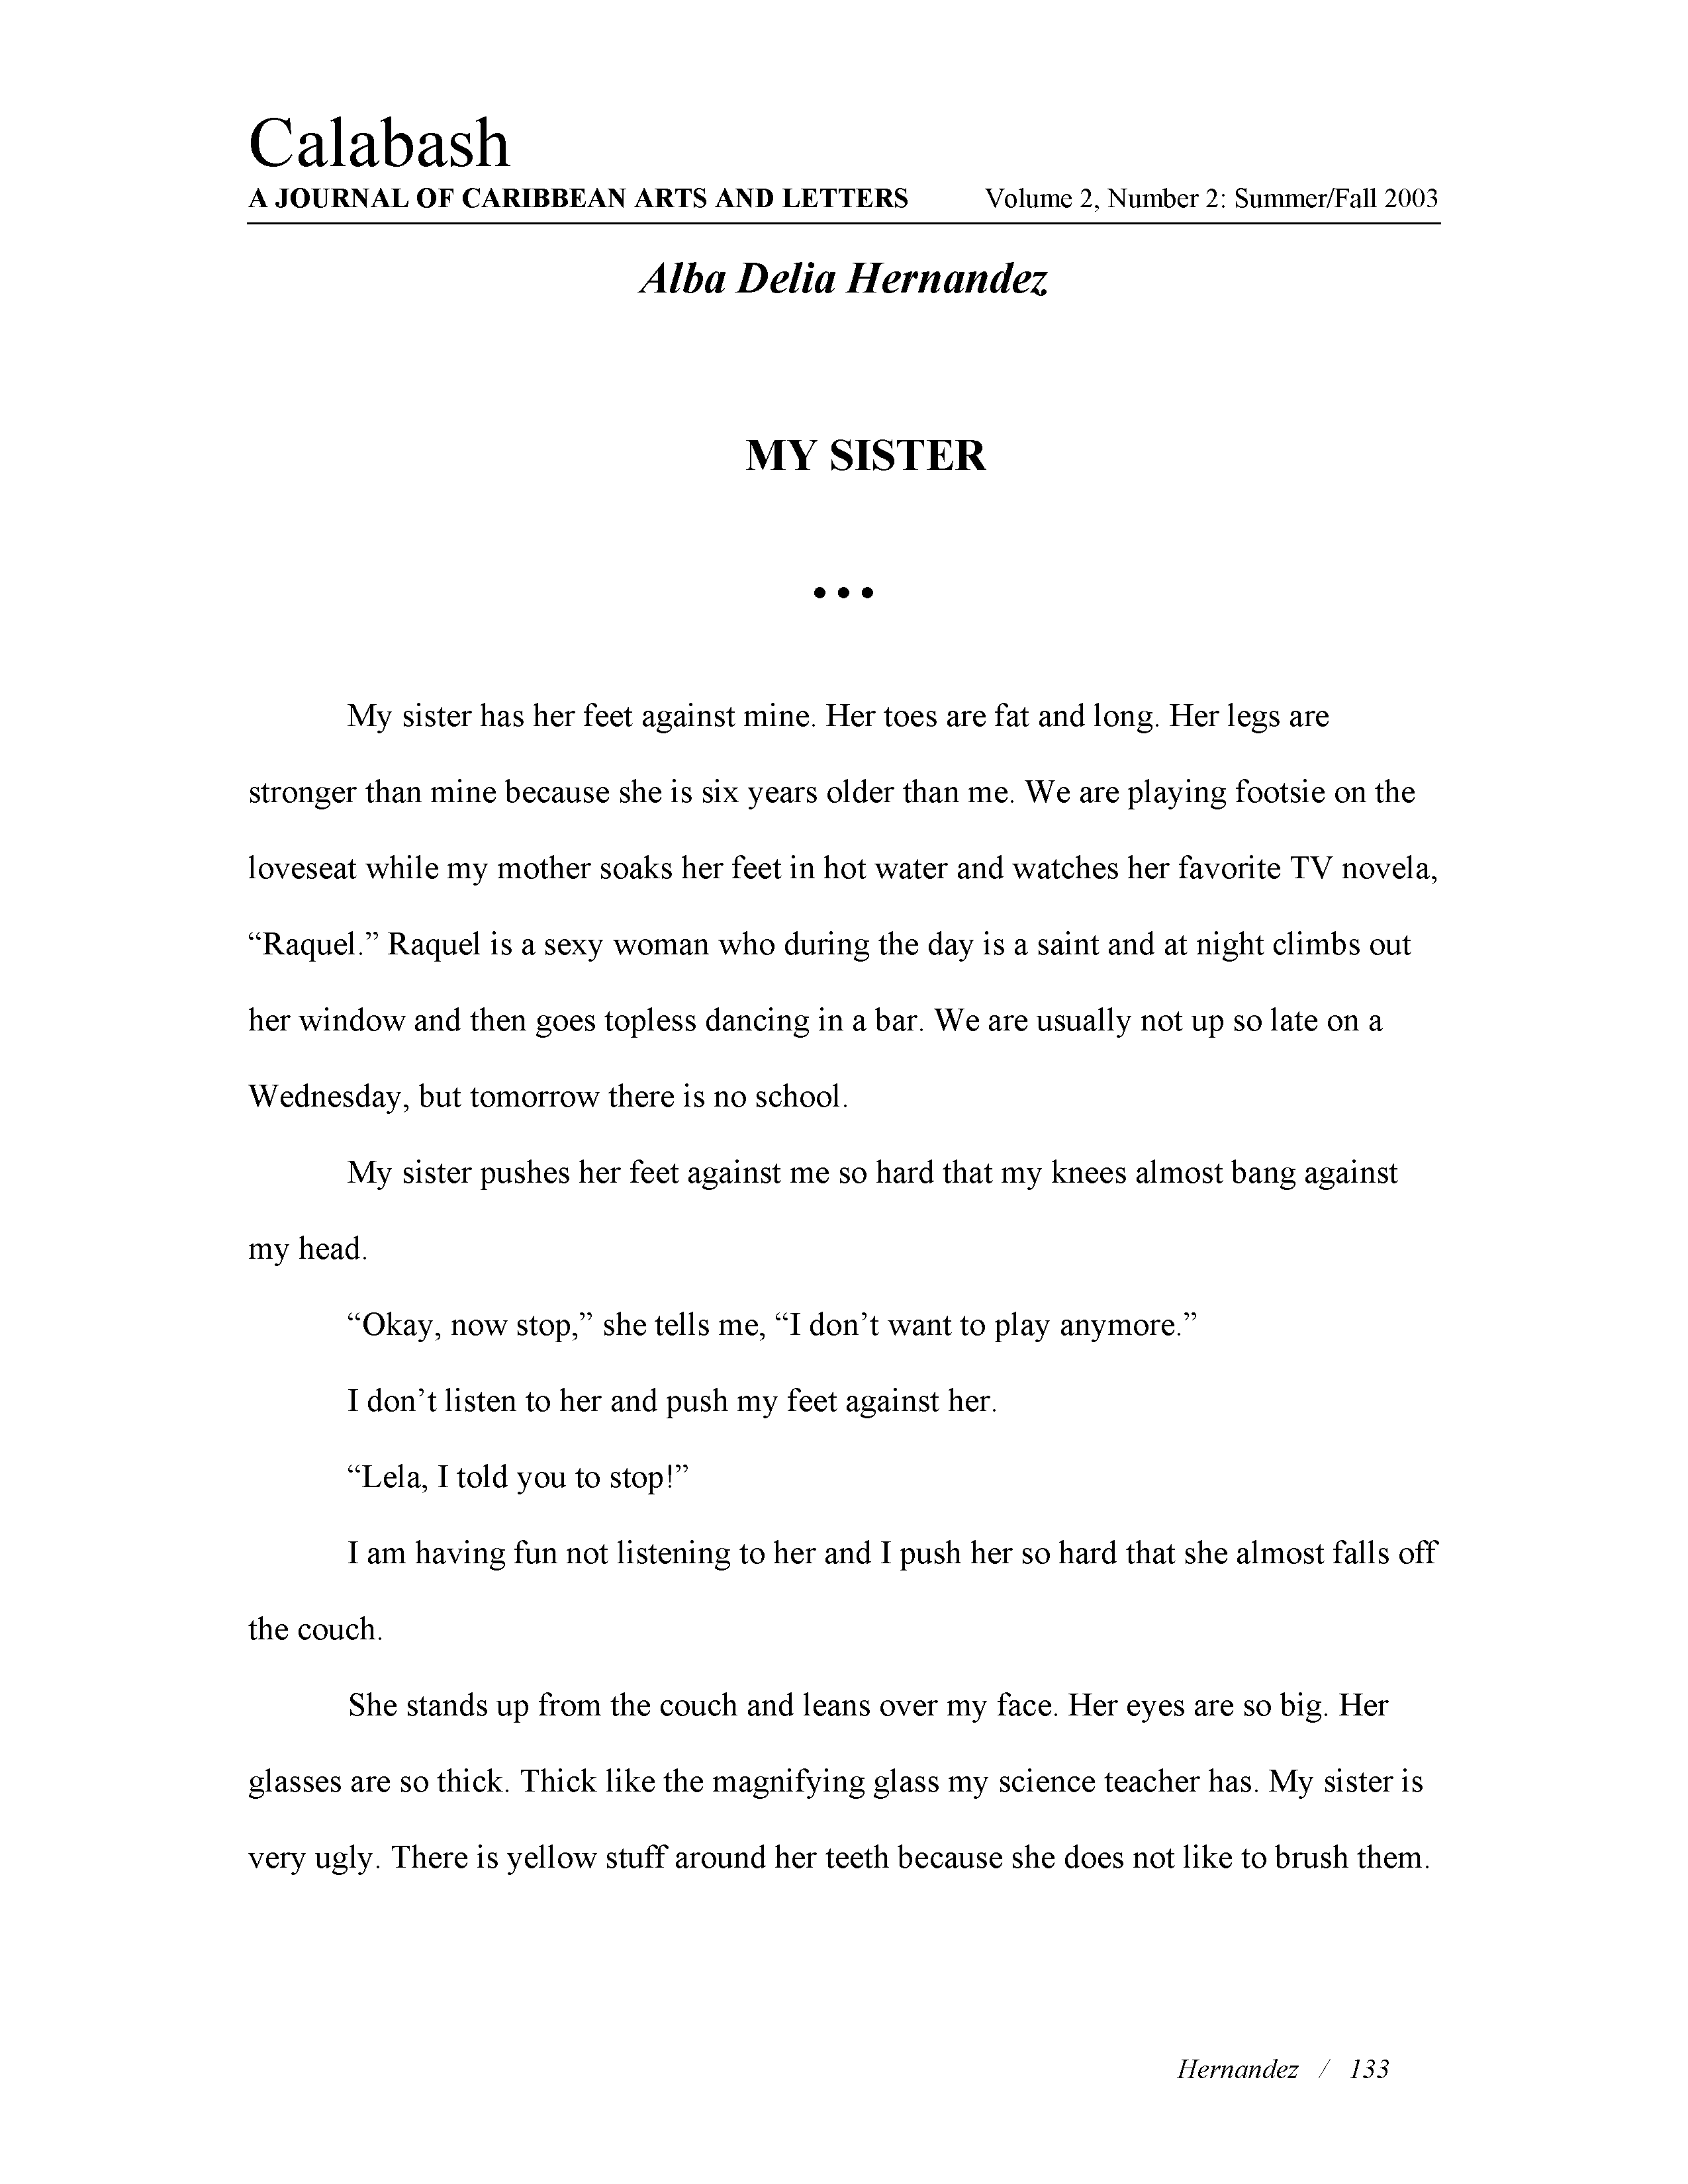 Calabash
A JOURNAL OF CARIBBEAN ARTS AND LETTERS Volume 2, Number 2: Summer/Fall 2003
Alba Delia Hernandez
MY SISTER
• • •
My sister has her feet against mine. Her toes are fat and long. Her legs are
stronger than mine because she is six years older than me. We are playing footsie on the
loveseat while my mother soaks her feet in hot water and watches her favorite TV novela,
“Raquel.” Raquel is a sexy woman who during the day is a saint and at night climbs out
her window and then goes topless dancing in a bar. We are usually not up so late on a
Wednesday, but tomorrow there is no school.
My sister pushes her feet against me so hard that my knees almost bang against
my head.
“Okay, now stop,” she tells me, “I don’t want to play anymore.”
I don’t listen to her and push my feet against her.
“Lela, I told you to stop!”
I am having fun not listening to her and I push her so hard that she almost falls off
the couch.
She stands up from the couch and leans over my face. Her eyes are so big. Her
glasses are so thick. Thick like the magnifying glass my science teacher has. My sister is
very ugly. There is yellow stuff around her teeth because she does not like to brush them.
Hernandez / 133